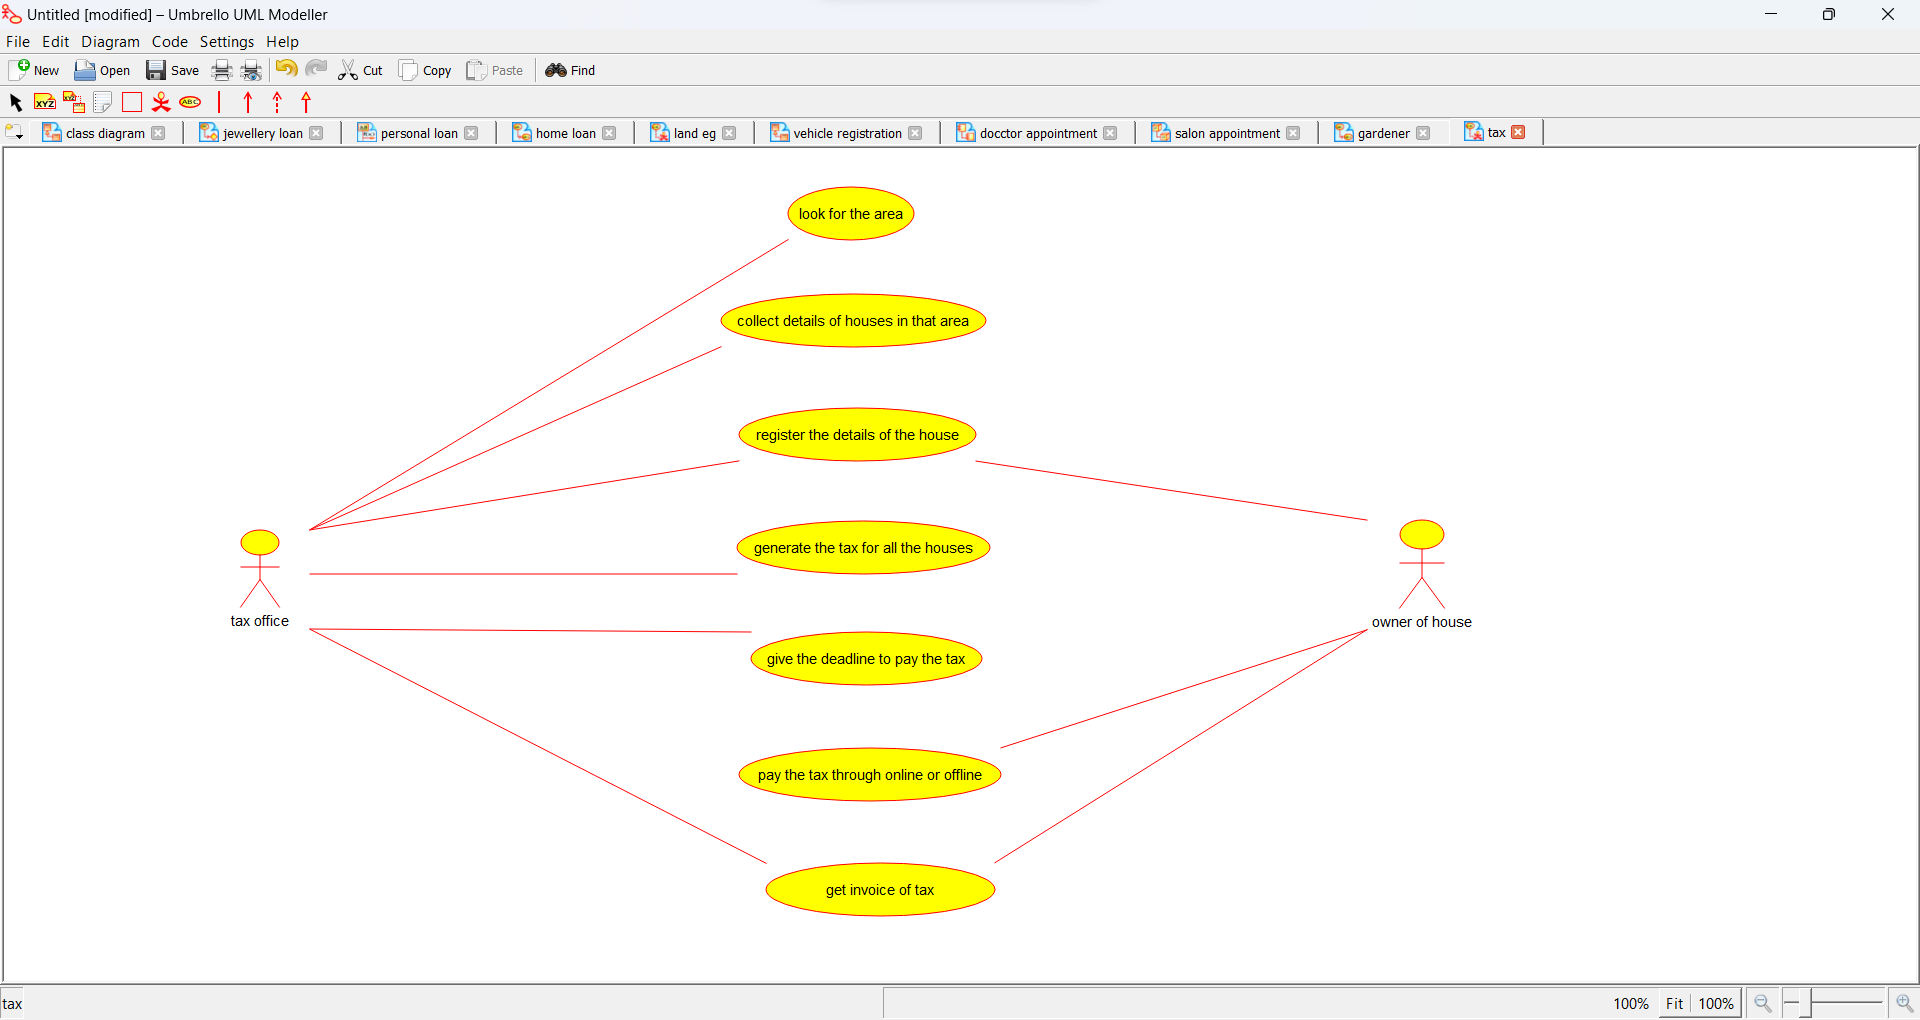 Untitled [modified] – Umbrello UML Modeller
File Edit Diagram Code Settings Help
New Open Save Cut Copy Paste Find
XYZ XYZ ABC
class diagram jewellery loan personal loan home loan land eg vehicle registration docctor appointment salon appointment gardener tax
look for the area
collect details of houses in that area
register the details of the house
generate the tax for all the houses
tax office
owner of house
give the deadline to pay the tax
pay the tax through online or offline
get invoice of tax
tax 100% Fit 100%